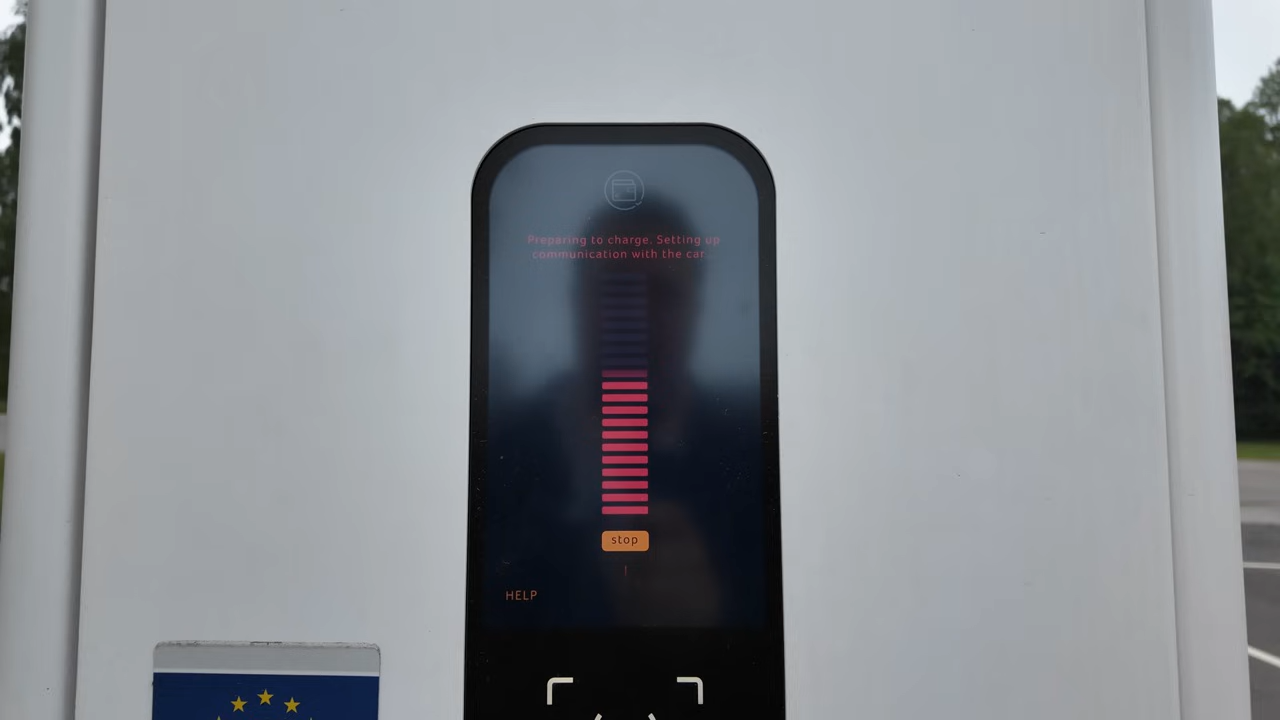 Preparing to charge. Setting up
communication with the car...
stop
HELP